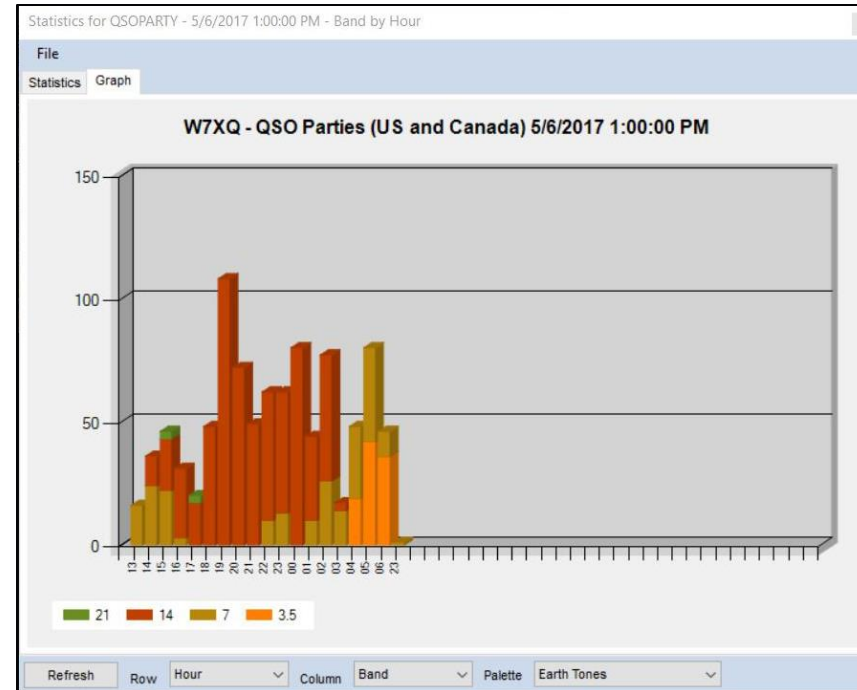 Statistics for QSOPARTY - 5/6/2017 1:00:00 PM - Band by Hour
File
Statistics Graph
W7XQ - QSO Parties (US and Canada) 5/6/2017 1:00:00 PM
150
100
50
0
13 14 15 16 17 18 19 20 21 22 23 00 01 02 03 04 05 06 23
21 14 7 3.5
Refresh Row Hour Column Band Palette Earth Tones